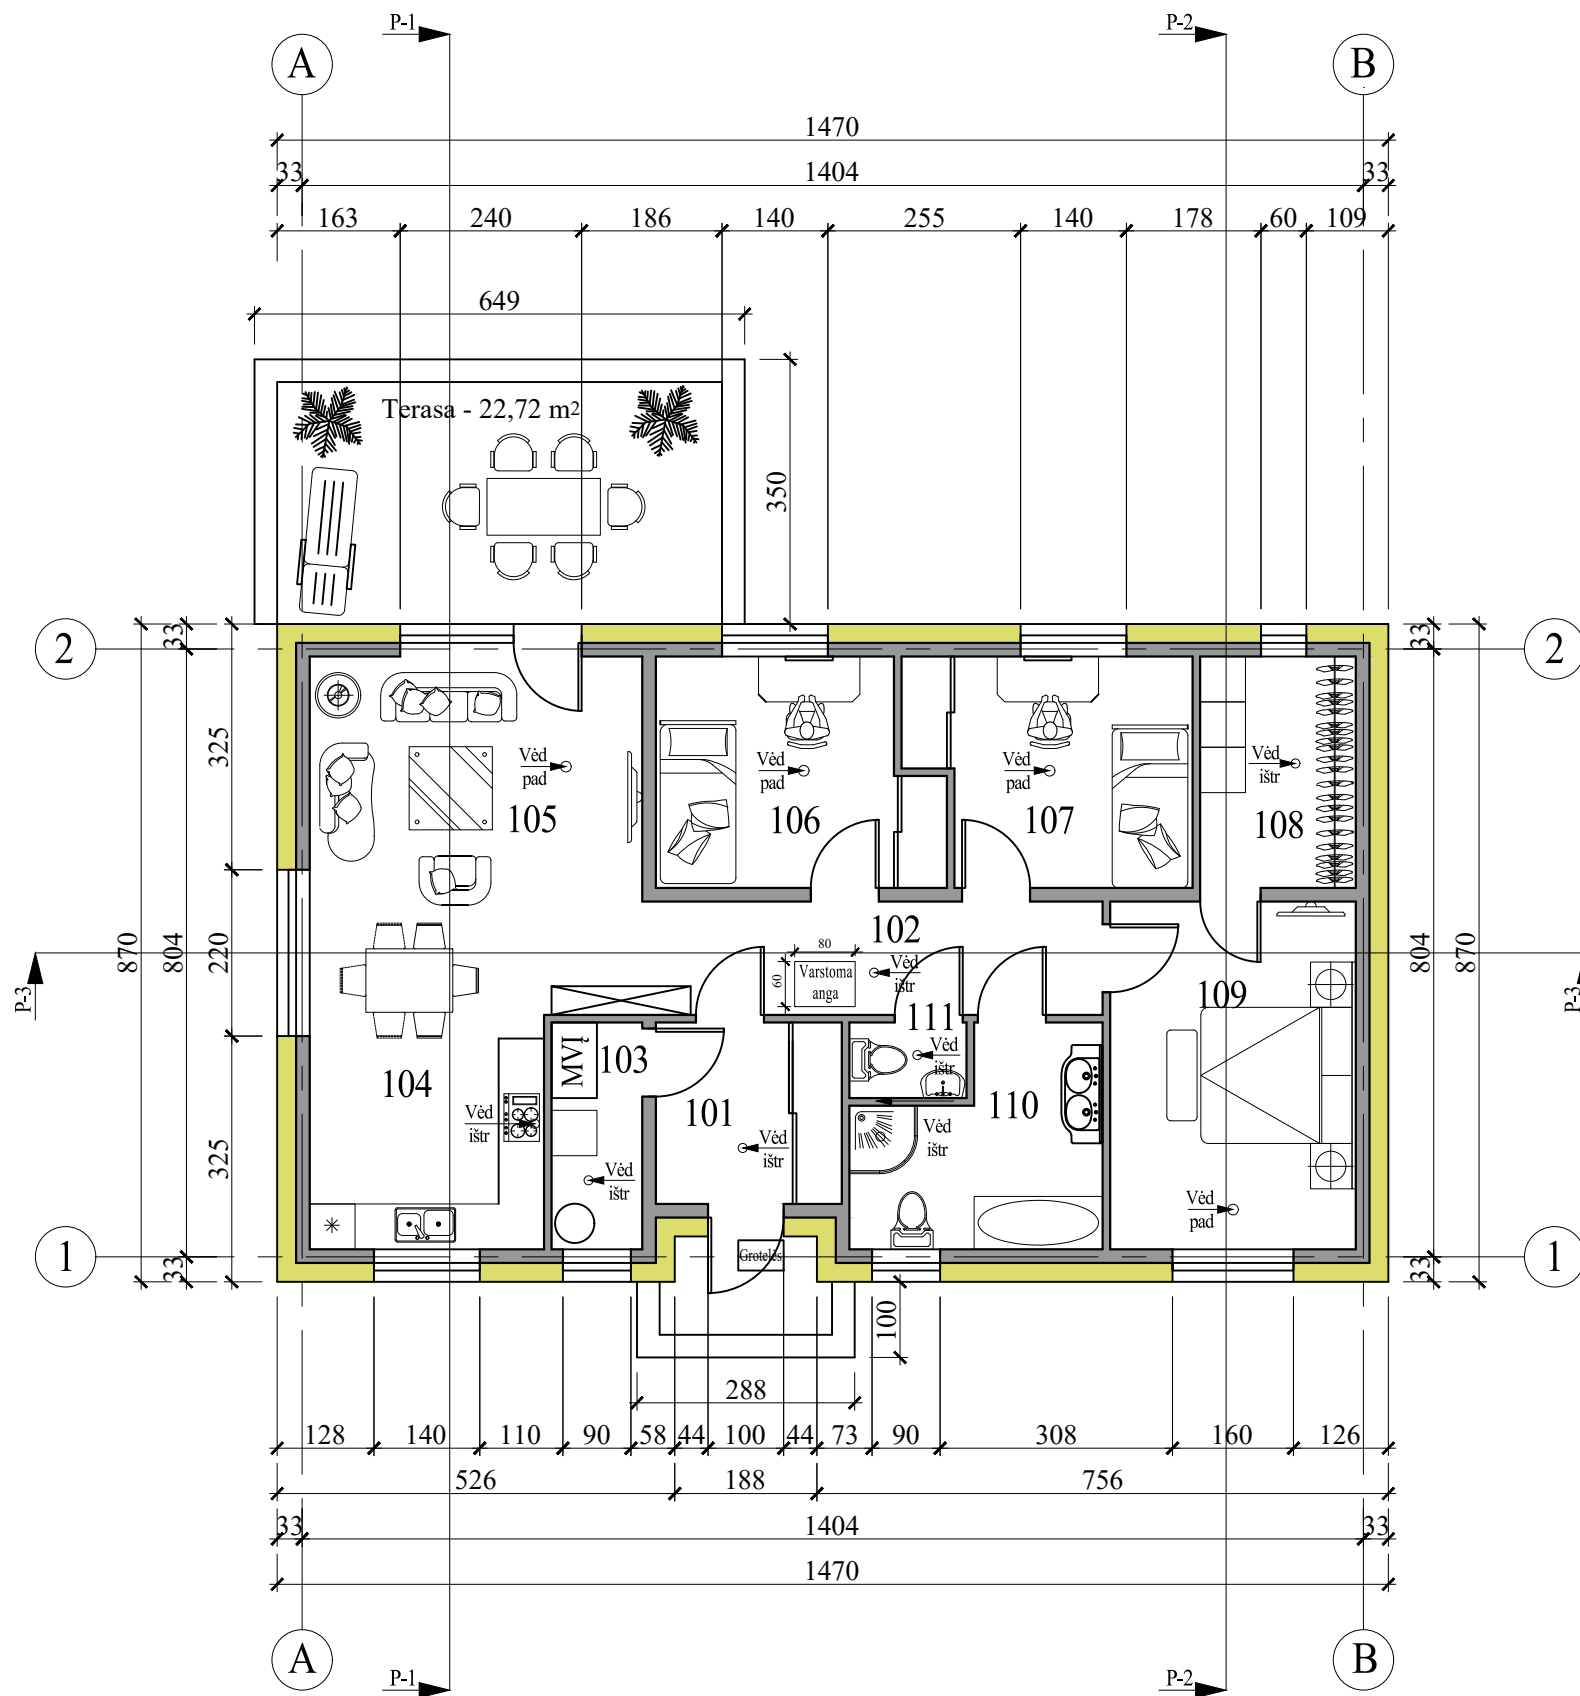 P-1
P-2
A
B
1470
33
1404
33
163
240
186
140
255
140
178
60
109
649
Terasa - 22,72 m2
350
2
33
33
2
325
Vėd
pad
105
Vėd
pad
106
Vėd
pad
107
Vėd
ištr
108
870
804
220
102
80
60
Varstoma
anga
Vėd
ištr
109
804
870
P-3
P-3
111
Vėd
ištr
MVĮ
103
104
101
110
Vėd
ištr
Vėd
ištr
Vėd
ištr
325
Vėd
ištr
Vėd
pad
Grotelės
1
33
33
1
100
288
128
140
110
90
58
44
100
44
73
90
308
160
126
526
188
756
33
1404
33
1470
A
B
P-1
P-2